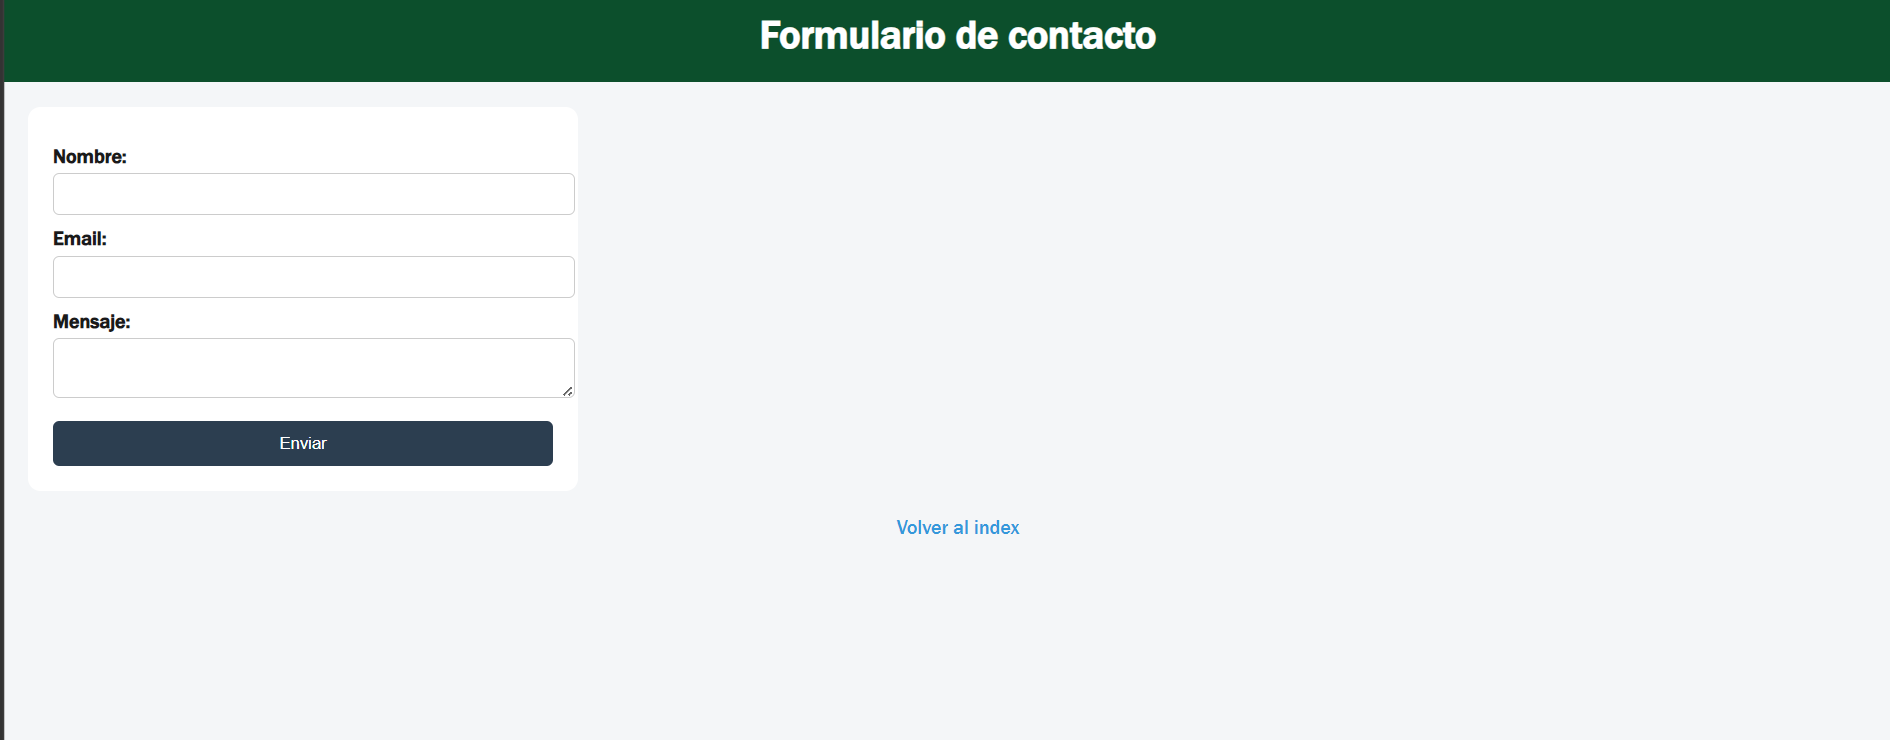 Formulario de contacto
Nombre:
Email:
Mensaje:
Enviar
Volver al index